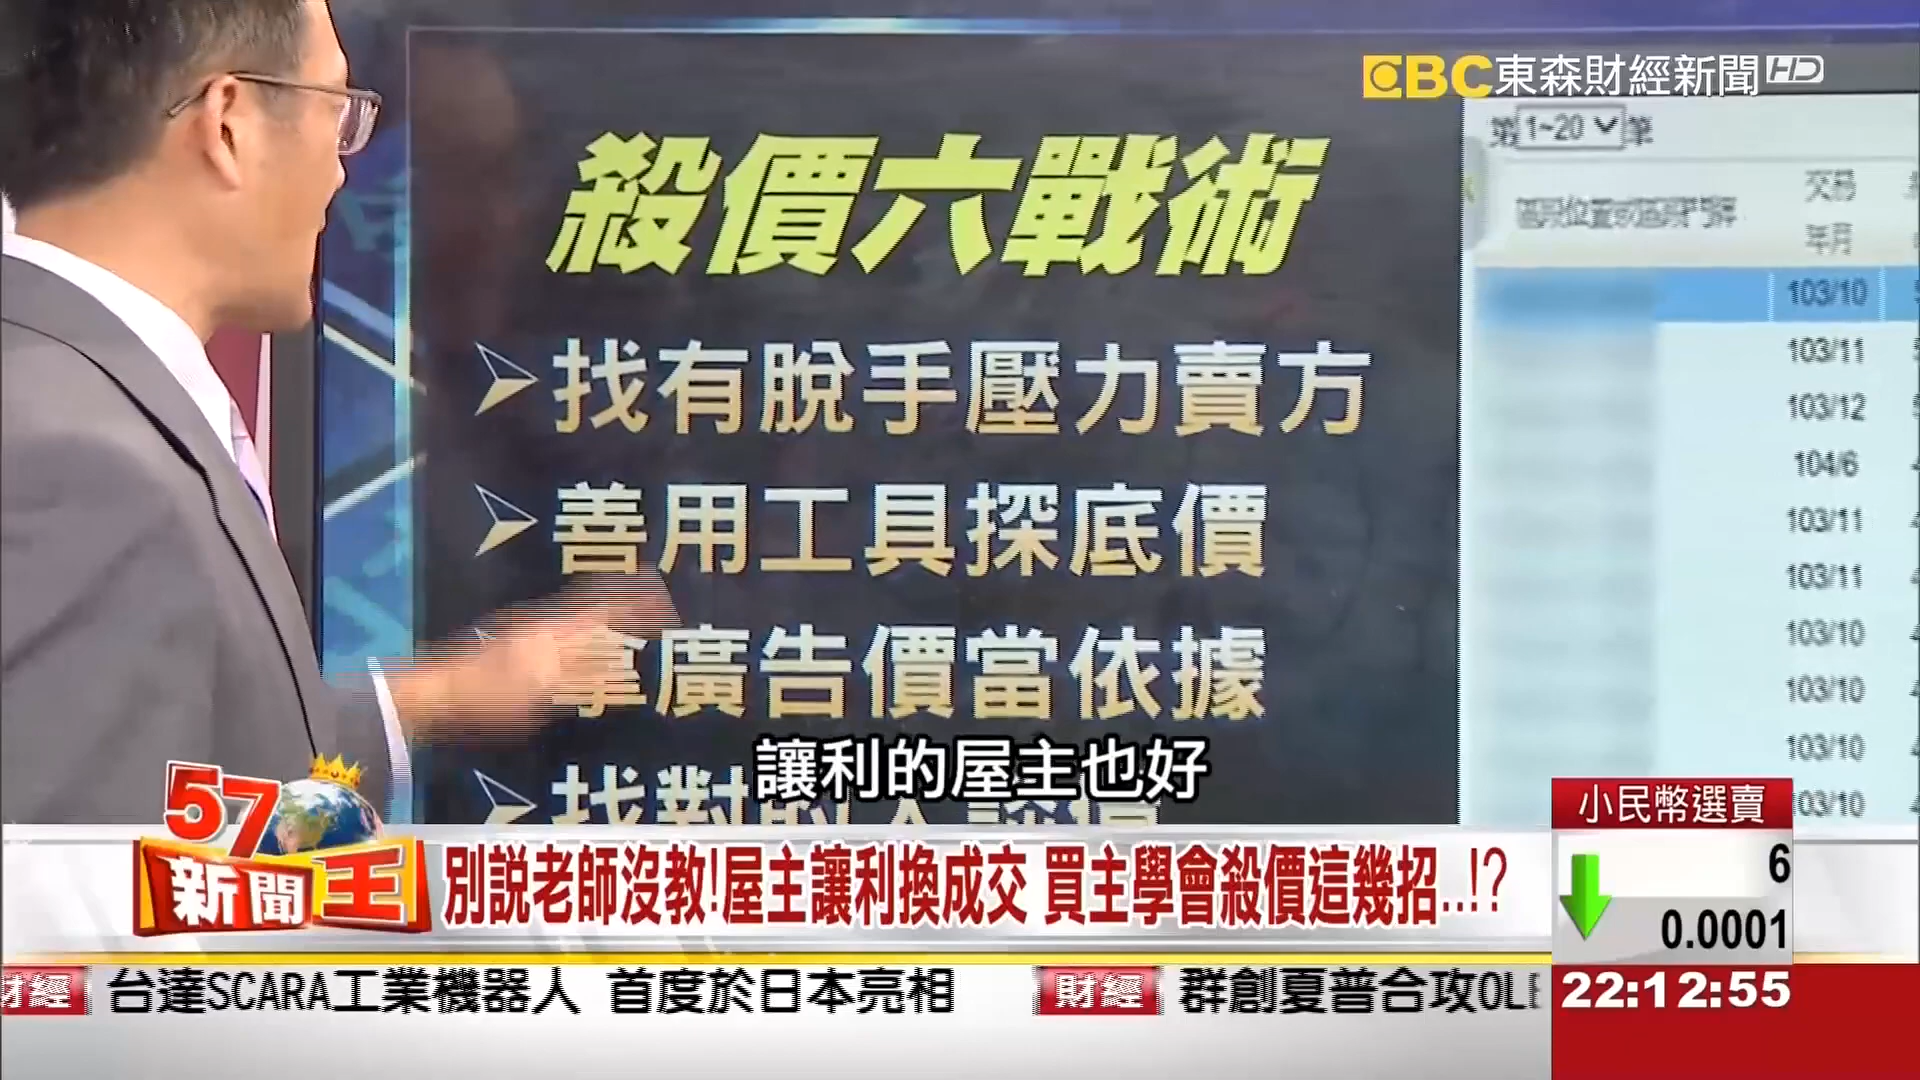 EBC東森財經新聞HD
第1~20筆
殺價六戰術
交易
年月
103/10
找有脫手壓力賣方
103/11
103/12
104/6
善用工具探底價
103/11
103/11
拿廣告價當依據
103/10
103/10
103/10
103/10
讓利的屋主也好
57
新聞王
別說老師沒教!屋主讓利換成交 買主學會殺價這幾招..!?
小民幣選賣
6
0.0001
財經 台達SCARA工業機器人 首度於日本亮相 財經 群創夏普合攻OLE
22:12:55